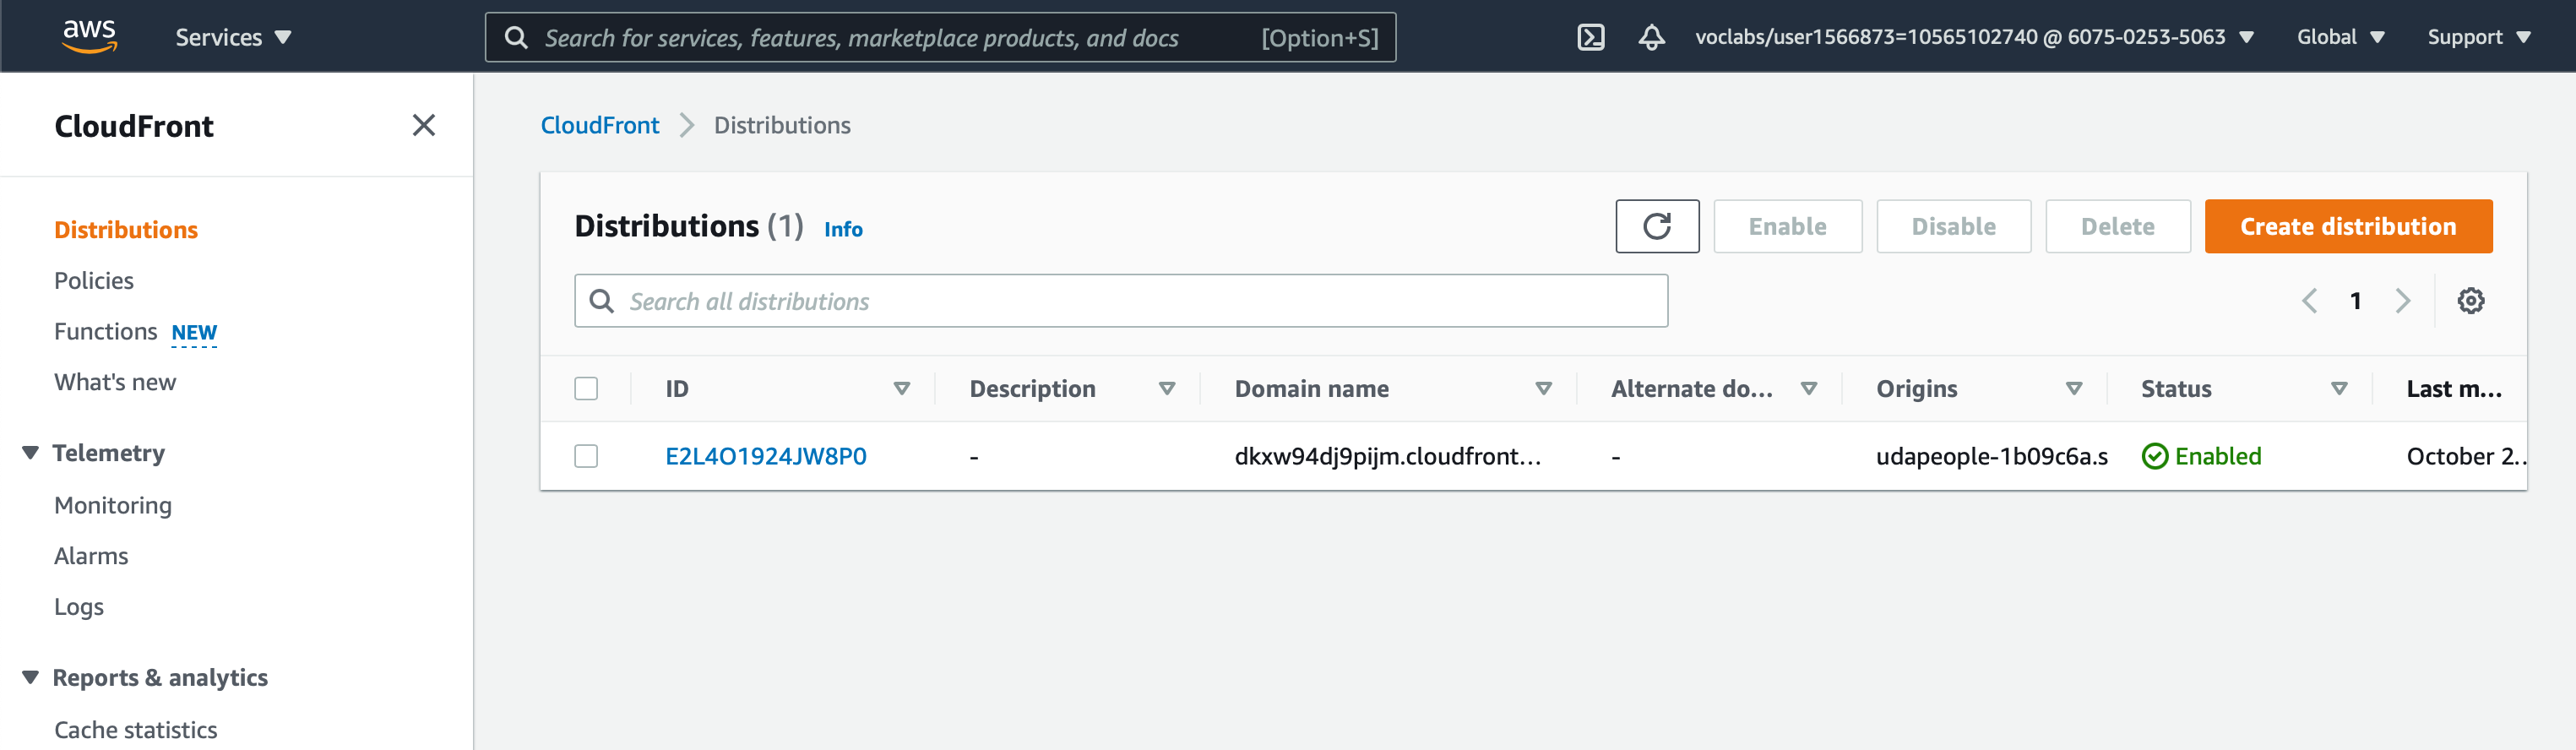 aws Services Search for services, features, marketplace products, and docs [Option+S] voclabs/user1566873=10565102740 @ 6075-0253-5063 Global Support
CloudFront
Distributions
Policies
Functions NEW
What's new
Telemetry
Monitoring
Alarms
Logs
Reports & analytics
Cache statistics
CloudFront Distributions
Distributions (1) Info Enable Disable Delete Create distribution
Search all distributions 1
ID Description Domain name Alternate do... Origins Status Last m...
E2L4O1924JW8P0 - dkxw94dj9pijm.cloudfront... - udapeople-1b09c6a.s Enabled October 2..